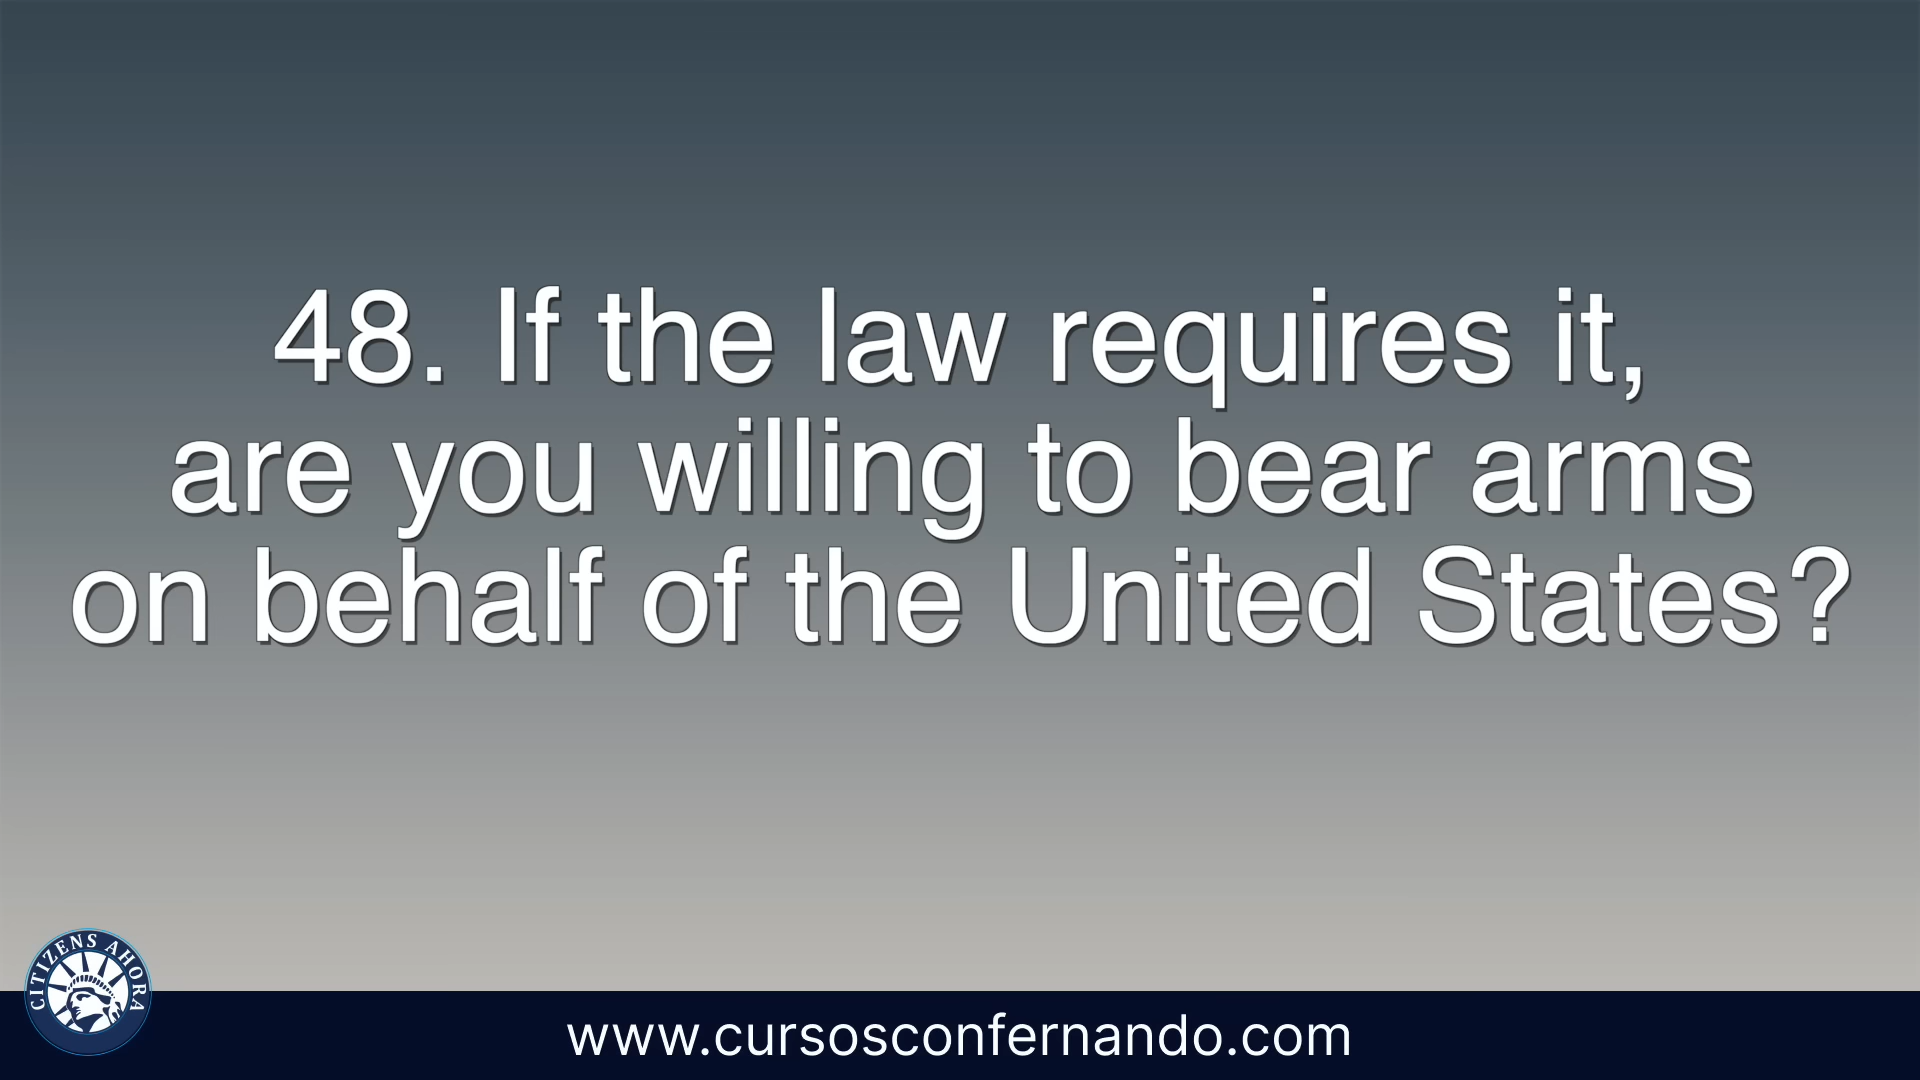 48. If the law requires it,
are you willing to bear arms
on behalf of the United States?
CITIZENS AHORA
www.cursosconfernando.com